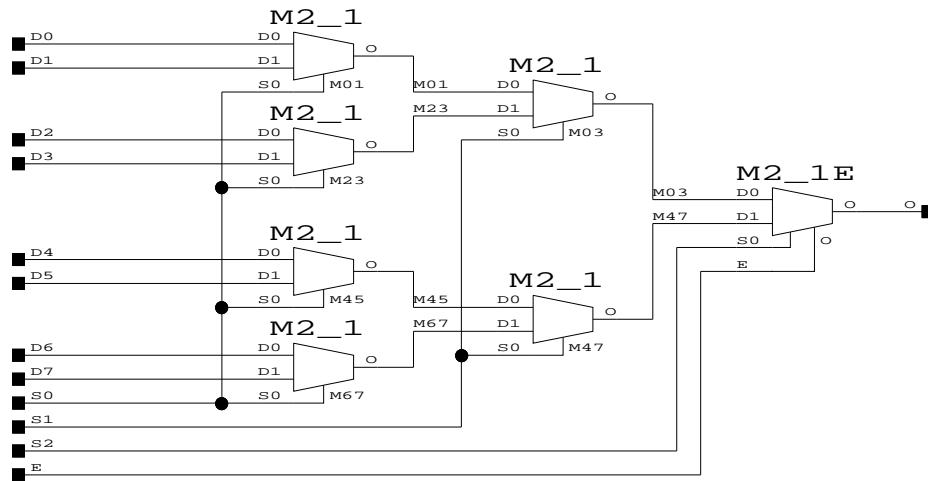 M2_1
D0 D0 O
D1 D1
S0 M01 M01 D0 M2_1 O
M2_1 M23 D1
D2 D0 O S0 M03
D3 D1
S0 M23 M2_1E
M03 D0 O O
M2_1 M47 D1
D4 D0 O S0 O
D5 D1 M2_1 E
S0 M45 M45 D0 O
M2_1 M67 D1
D6 D0 O S0 M47
D7 D1
S0 S0 M67
S1
S2
E